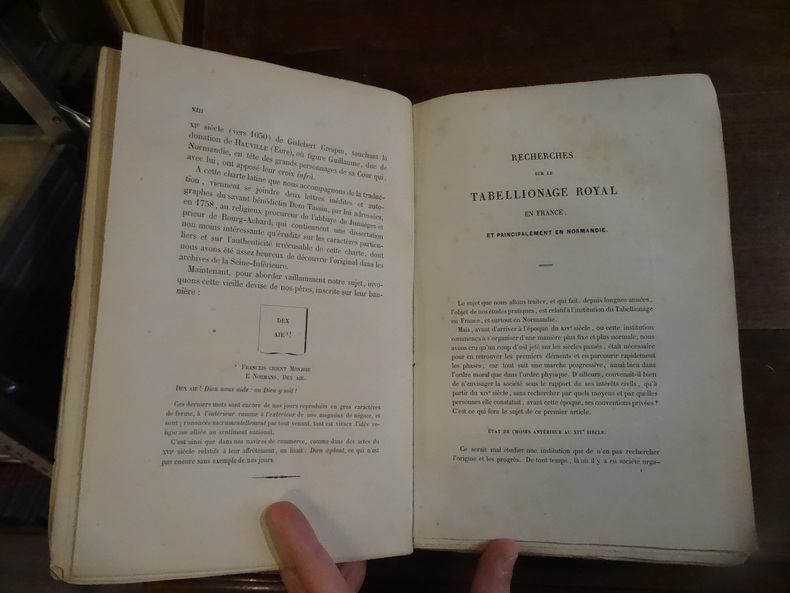 VIII
XIe siècle (vers 1050) de Gislebert Crespin, touchant la
donation de HAUVILLE (Eure), où figure Guillaume, duc de
Normandie, en tête des grands personnages de sa Cour qui,
avec lui, ont apposé leur croix infrà.
A cette charte latine que nous accompagnons de la traduc-
tion, viennent se joindre deux lettres inédites et auto-
graphes du savant bénédictin Dom Tassin, par lui adressées,
en 1758, au religieux procureur de l'abbaye de Jumiéges et
prieur de Bourg-Achard, qui contiennent une dissertation
non moins intéressante qu'érudite sur les caractères particu-
liers et sur l'authenticité irrécusable de cette charte, dont
nous avons été assez heureux de découvrir l'original dans les
archives de la Seine-Inférieure.
Maintenant, pour aborder vaillamment notre sujet, invo-
quons cette vieille devise de nos pères, inscrite sur leur ban-
nière :
DEX
AIE ! 1
1 FRANCEIS CRIENT MONJOIE
E NORMANS, DEX AIE.
DEX AIE ! Dieu nous aide : ou Dieu y soit !
Ces derniers mots sont encore de nos jours reproduits en gros caractères
de forme, à l'intérieur comme à l'extérieur de nos magasins de négoce, et
sont prononcés sacramentellement par tout venant, tant est vivace l'idée re-
ligieuse alliée au sentiment national.
C'est ainsi que dans nos navires de commerce, comme dans des actes du
XVIe siècle relatifs à leur affrètement, on lisait : Dieu aydant, ce qui n'est
pas encore sans exemple de nos jours.
RECHERCHES
SUR LE
TABELLIONAGE ROYAL
EN FRANCE,
ET PRINCIPALEMENT EN NORMANDIE.
Le sujet que nous allons traiter, et qui fait, depuis longues années,
l'objet de nos études pratiques, est relatif à l'institution du Tabellionage
en France, et surtout en Normandie.
Mais, avant d'arriver à l'époque du XIVe siècle, où cette institution
commença à s'organiser d'une manière plus fixe et plus normale, nous
avons cru qu'un coup d'œil jeté sur les siècles passés, était nécessaire
pour en retrouver les premiers éléments et en parcourir rapidement
les phases; car tout suit une marche progressive, aussi bien dans
l'ordre moral que dans l'ordre physique. D'ailleurs, convenait-il bien
de n'envisager la société sous le rapport de ses intérêts civils, qu'à
partir du XIVe siècle, sans rechercher par quels moyens et par quelles
personnes elle constatait, avant cette époque, ses conventions privées ?
C'est ce qui fera le sujet de ce premier article.
ÉTAT DE CHOSES ANTÉRIEUR AU XIVe SIÈCLE.
Ce serait mal étudier une institution que de n'en pas rechercher
l'origine et les progrès. De tout temps, là où il y a eu société orga-